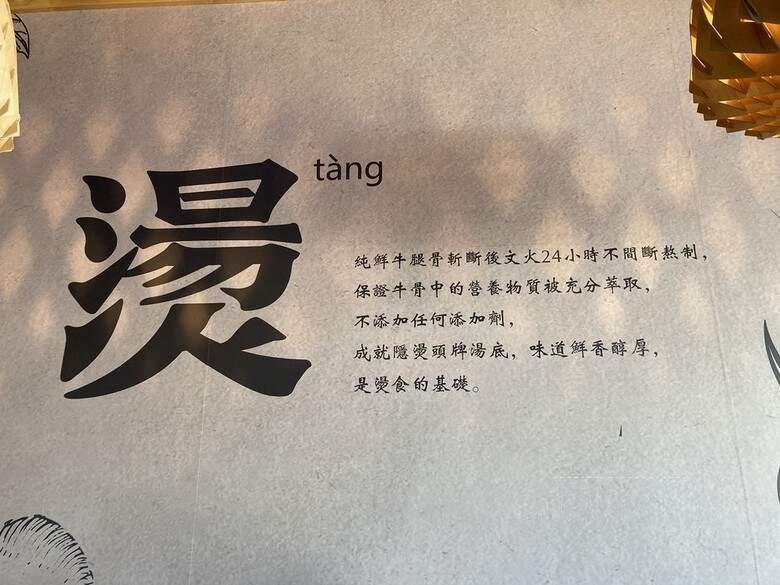 燙
tàng
純鮮牛腿骨斬斷後文火24小時不間斷熬制，
保證牛骨中的營養物質被充分萃取，
不添加任何添加劑，
成就隱燙頭牌湯底，味道鮮香醇厚，
是燙食的基礎。